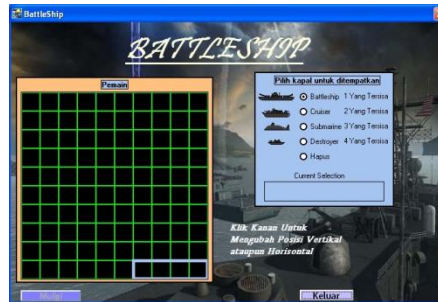 BattleShip
BATTLESHIP
Pemain
Pilih kapal untuk ditempatkan
Battleship 1 Yang Tersisa
Cruiser 2 Yang Tersisa
Submarine 3 Yang Tersisa
Destroyer 4 Yang Tersisa
Hapus
Current Selection
Klik Kanan Untuk
Mengubah Posisi Vertikal
ataupun Horisontal
Mulai
Keluar